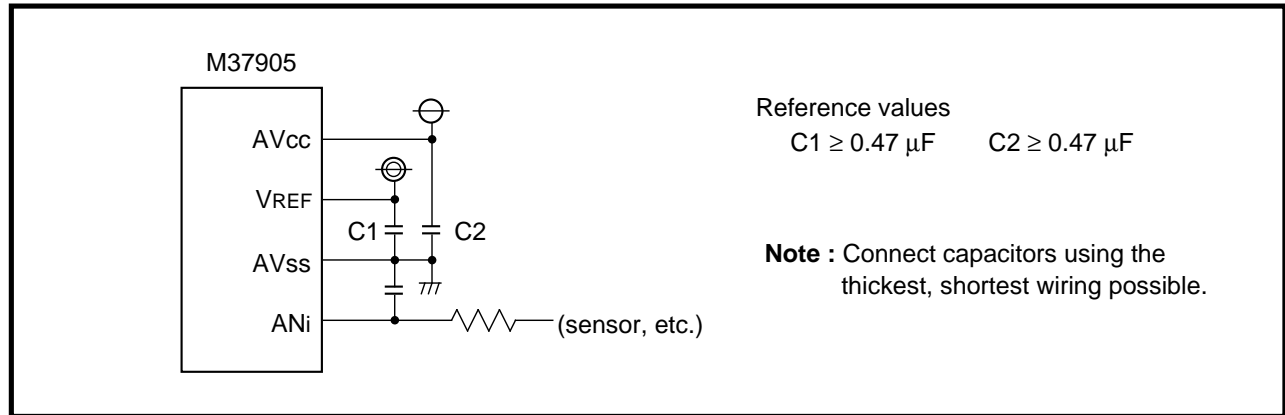 M37905
AVcc
VREF
AVss
ANi
C1
C2
(sensor, etc.)
Reference values
C1 ≥ 0.47 μF C2 ≥ 0.47 μF
Note : Connect capacitors using the
thickest, shortest wiring possible.